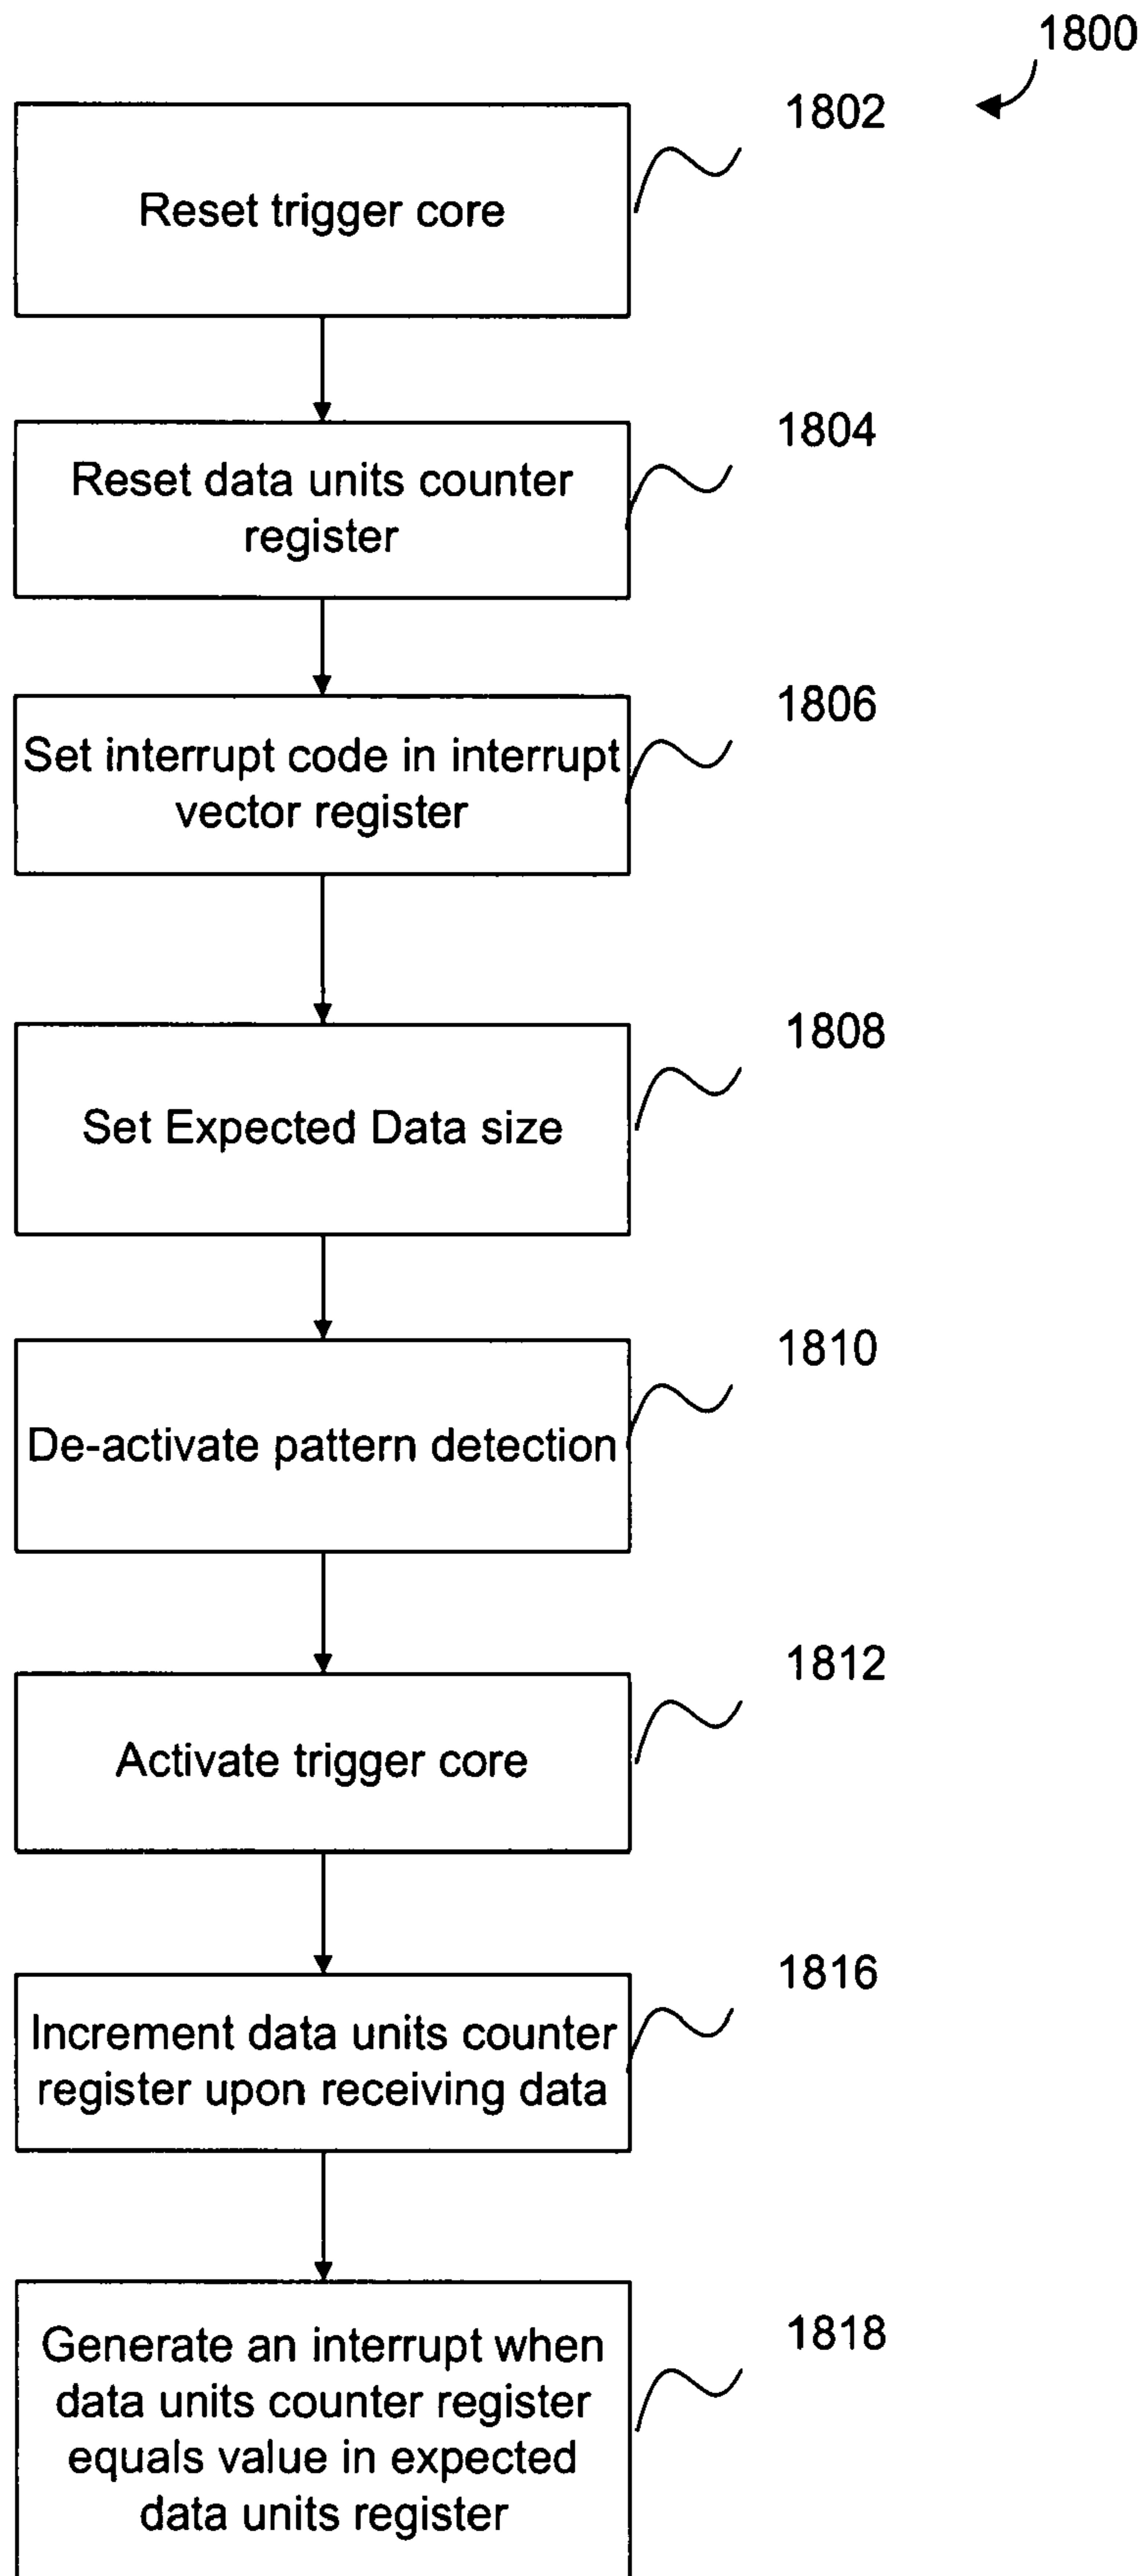 1800
1802
Reset trigger core
1804
Reset data units counter
register
1806
Set interrupt code in interrupt
vector register
1808
Set Expected Data size
1810
De-activate pattern detection
1812
Activate trigger core
1816
Increment data units counter
register upon receiving data
1818
Generate an interrupt when
data units counter register
equals value in expected
data units register